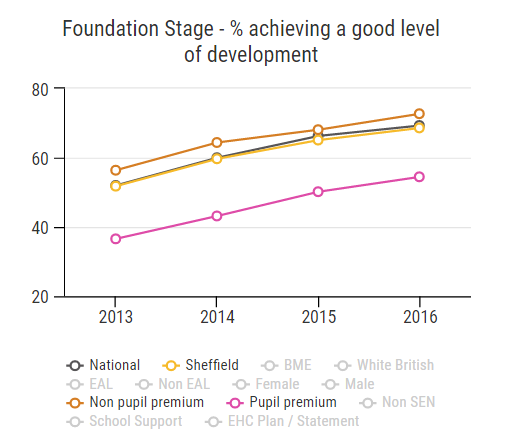 Foundation Stage - % achieving a good level
of development
80
60
40
20
2013 2014 2015 2016
National Sheffield BME White British
EAL Non EAL Female Male
Non pupil premium Pupil premium Non SEN
School Support EHC Plan / Statement